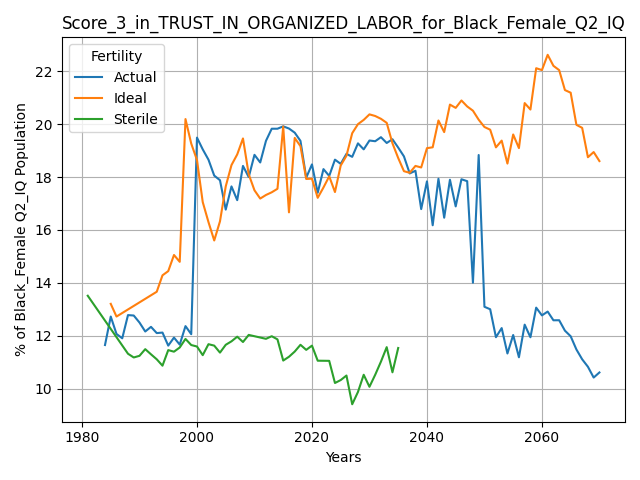 Score_3_in_TRUST_IN_ORGANIZED_LABOR_for_Black_Female_Q2_IQ
Fertility
Actual
Ideal
Sterile
% of Black_Female Q2_IQ Population
22
20
18
16
14
12
10
1980
2000
2020
2040
2060
Years